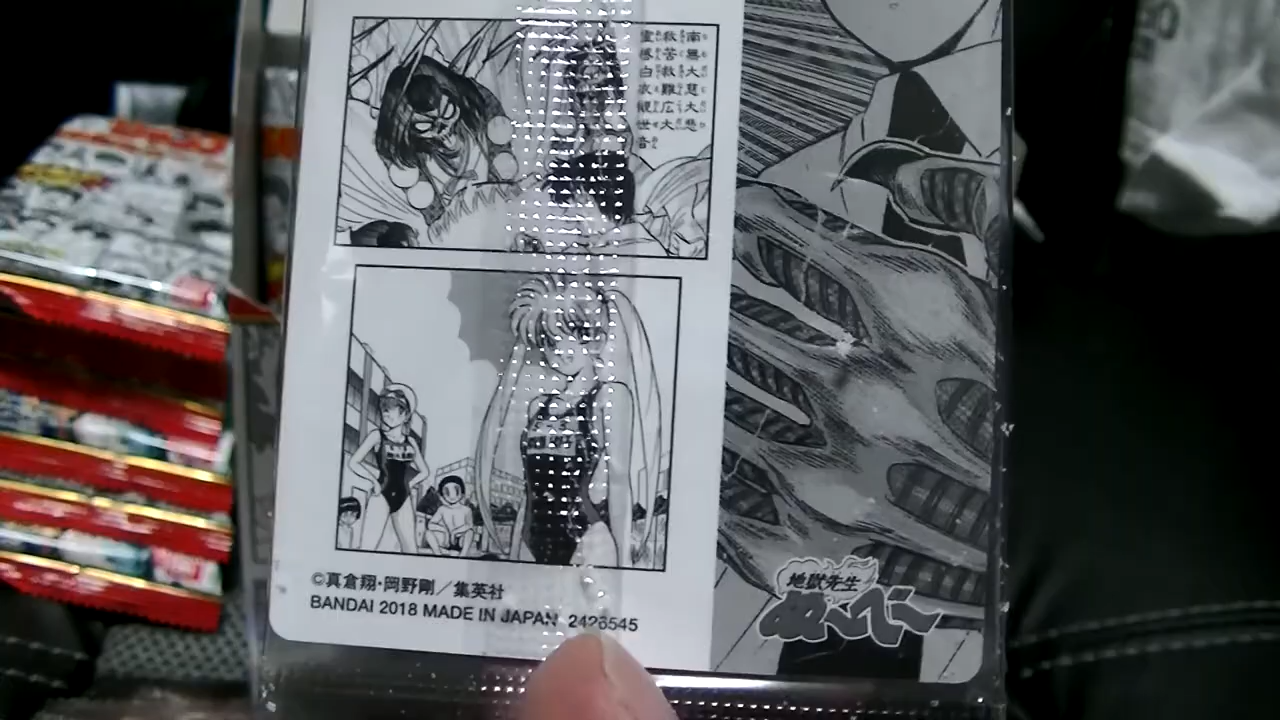 南無大慈大悲
救苦救難広大
霊感白衣観世音
©真倉翔・岡野剛／集英社
BANDAI 2018 MADE IN JAPAN 2426545
地獄先生
ぬ～べ～